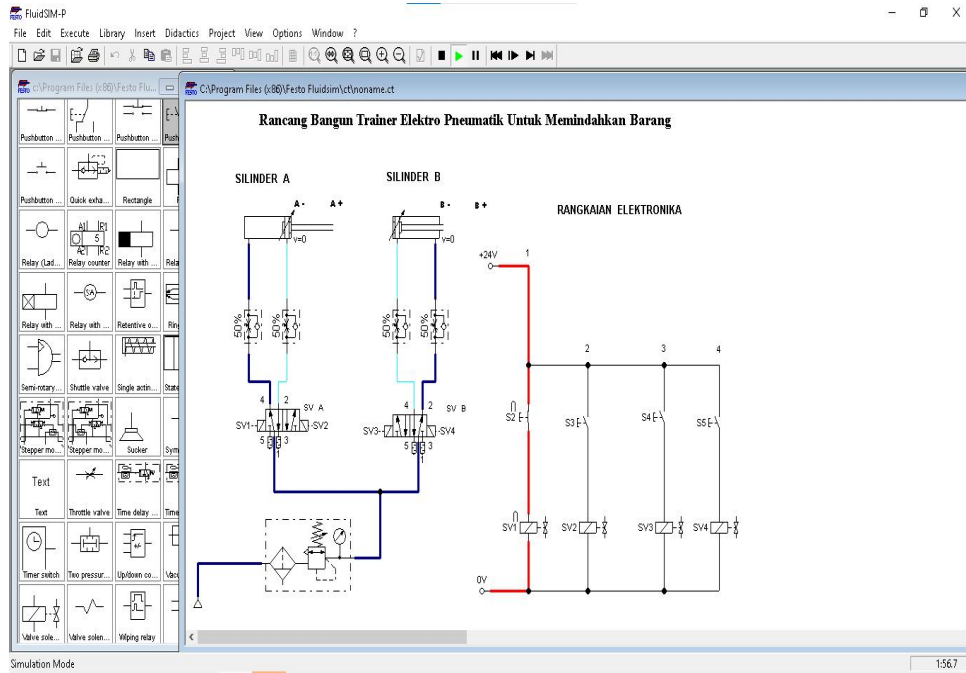 FluidSIM-P
File Edit Execute Library Insert Didactics Project View Options Window ?
c:\Program Files (x86)\Festo Flu...
C:\Program Files (x86)\Festo Fluidsim\ct\noname.ct
Pushbutton ... Pushbutton ... Pushbutton ... Push
Pushbutton ... Quick exha... Rectangle
A1 R1
5
A2 R2
Relay (Lad... Relay counter Relay with ... Rela
SA
Relay with ... Relay with ... Retentive o... Ring
Semi-rotary... Shuttle valve Single actin... State
Stepper mo... Stepper mo... Sucker Sym
Text
Text Throttle valve Time delay ... Time
Timer switch Two pressur... Up/down co... Vacu
Valve sole... Valve solen... Wiping relay
Rancang Bangun Trainer Elektro Pneumatik Untuk Memindahkan Barang
SILINDER A
SILINDER B
A- A+
B- B+
RANGKAIAN ELEKTRONIKA
v=0
v=0
+24V
1
50%
50%
50%
50%
2 3 4
4 2 SV A
4 2 SV B
SV1
SV2
SV3
SV4
5 3
1
5 3
1
S2
S3
S4
S5
SV1
SV2
SV3
SV4
0V
Simulation Mode
1:56.7